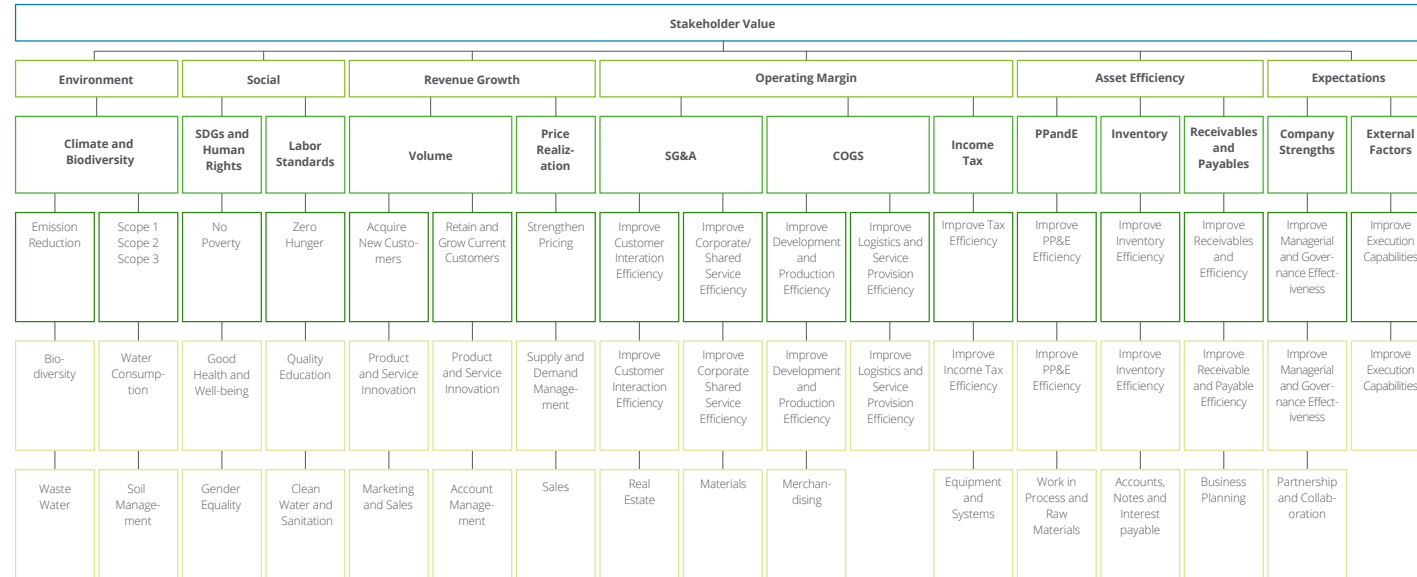 Stakeholder Value
Environment
Social
Revenue Growth
Operating Margin
Asset Efficiency
Expectations
Climate and
Biodiversity
SDGs and
Human
Rights
Labor
Standards
Volume
Price
Realiz-
ation
SG&A
COGS
Income
Tax
PPandE
Inventory
Receivables
and
Payables
Company
Strengths
External
Factors
Emission
Reduction
Scope 1
Scope 2
Scope 3
No
Poverty
Zero
Hunger
Acquire
New Custo-
mers
Retain and
Grow Current
Customers
Strengthen
Pricing
Improve
Customer
Interation
Efficiency
Improve
Corporate/
Shared
Service
Efficiency
Improve
Development
and
Production
Efficiency
Improve
Logistics and
Service
Provision
Efficiency
Improve Tax
Efficiency
Improve
PP&E
Efficiency
Improve
Inventory
Efficiency
Improve
Receivables
and
Efficiency
Improve
Managerial
and Gover-
nance Effect-
iveness
Improve
Execution
Capabilities
Bio-
diversity
Water
Consump-
tion
Good
Health and
Well-being
Quality
Education
Product
and Service
Innovation
Product
and Service
Innovation
Supply and
Demand
Manage-
ment
Improve
Customer
Interaction
Efficiency
Improve
Corporate
Shared
Service
Efficiency
Improve
Development
and
Production
Efficiency
Improve
Logistics and
Service
Provision
Efficiency
Improve
Income Tax
Efficiency
Improve
PP&E
Efficiency
Improve
Inventory
Efficiency
Improve
Receivable
and Payable
Efficiency
Improve
Managerial
and Gover-
nance Effect-
iveness
Improve
Execution
Capabilities
Waste
Water
Soil
Manage-
ment
Gender
Equality
Clean
Water and
Sanitation
Marketing
and Sales
Account
Manage-
ment
Sales
Real
Estate
Materials
Merchan-
dising
Equipment
and
Systems
Work in
Process and
Raw
Materials
Accounts,
Notes and
Interest
payable
Business
Planning
Partnership
and Collab-
oration